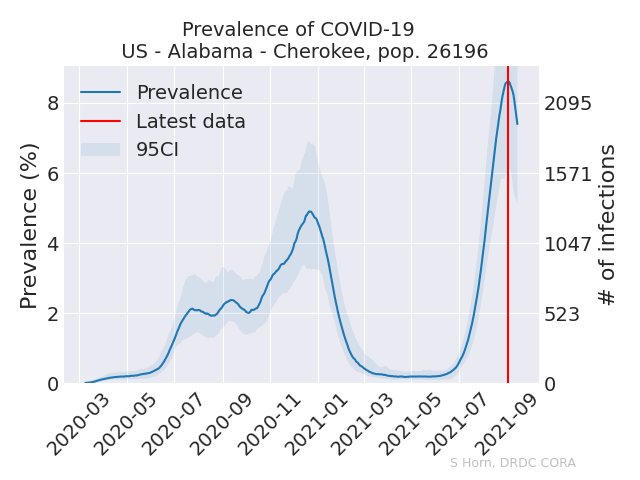 Prevalence of COVID-19
US - Alabama - Cherokee, pop. 26196
Prevalence
Latest data
95CI
Prevalence (%)
8
6
4
2
0
2095
1571
1047
523
0
# of infections
2020-03
2020-05
2020-07
2020-09
2020-11
2021-01
2021-03
2021-05
2021-07
2021-09
S Horn, DRDC CORA